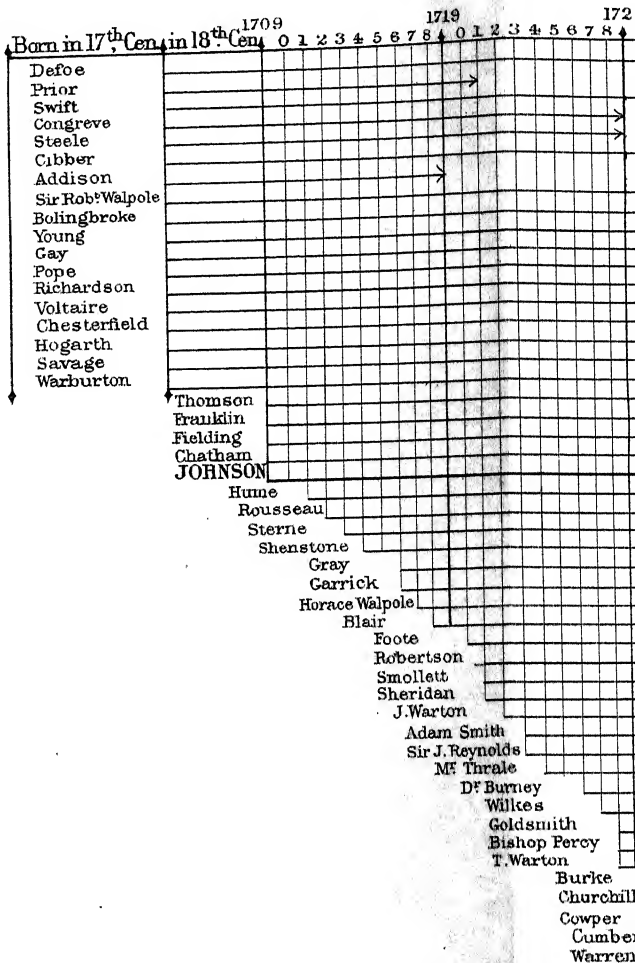 1709 1719 172
Born in 17th Cen. in 18th Cen. 0 1 2 3 4 5 6 7 8 0 1 2 3 4 5 6 7 8
Defoe
Prior
Swift
Congreve
Steele
Cibber
Addison
Sir Robt. Walpole
Bolingbroke
Young
Gay
Pope
Richardson
Voltaire
Chesterfield
Hogarth
Savage
Warburton
Thomson
Franklin
Fielding
Chatham
JOHNSON
Hume
Rousseau
Sterne
Shenstone
Gray
Garrick
Horace Walpole
Blair
Foote
Robertson
Smollett
Sheridan
J. Warton
Adam Smith
Sir J. Reynolds
Mr. Thrale
Dr. Burney
Wilkes
Goldsmith
Bishop Percy
T. Warton
Burke
Churchill
Cowper
Cumber
Warren